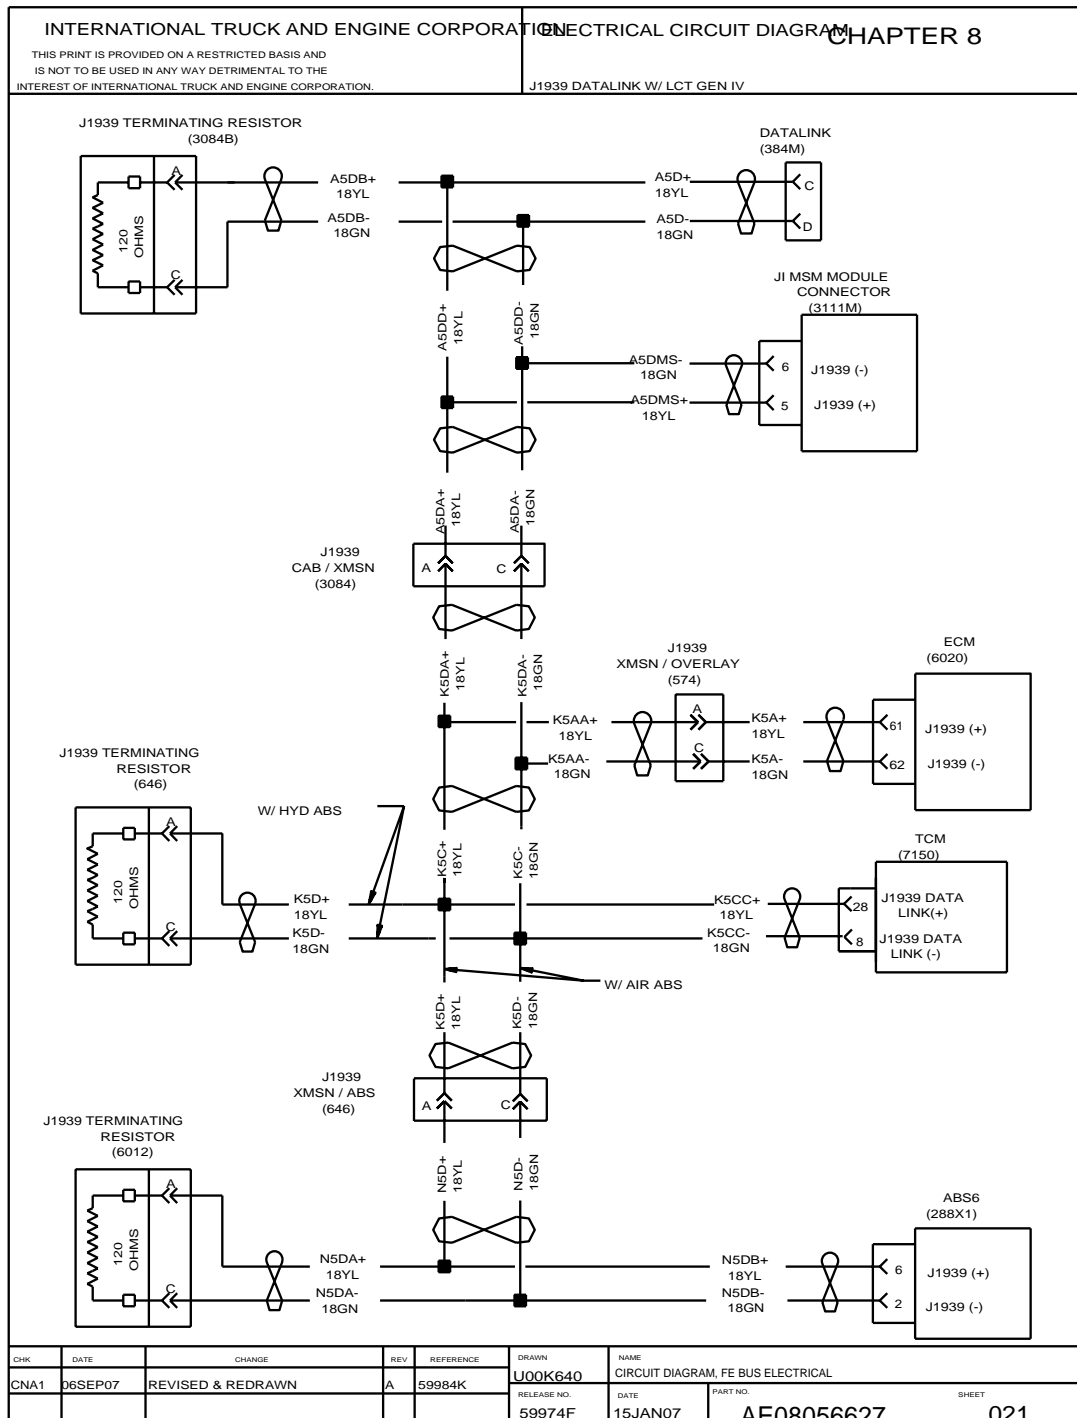 INTERNATIONAL TRUCK AND ENGINE CORPORATION
ELECTRICAL CIRCUIT DIAGRAM
CHAPTER 8
THIS PRINT IS PROVIDED ON A RESTRICTED BASIS AND
IS NOT TO BE USED IN ANY WAY DETRIMENTAL TO THE
INTEREST OF INTERNATIONAL TRUCK AND ENGINE CORPORATION.
J1939 DATALINK W/ LCT GEN IV
J1939 TERMINATING RESISTOR
(3084B)
A
120
OHMS
C
A5DB+
18YL
A5DB-
18GN
A5D+
18YL
A5D-
18GN
DATALINK
(384M)
C
D
A5DD+
18YL
A5DD-
18GN
JI MSM MODULE
CONNECTOR
(3111M)
A5DMS-
18GN
A5DMS+
18YL
6
J1939 (-)
5
J1939 (+)
A5DA+
18YL
A5DA-
18GN
J1939
CAB / XMSN
(3084)
A
C
K5DA+
18YL
K5DA-
18GN
J1939
XMSN / OVERLAY
(574)
A
C
K5AA+
18YL
K5AA-
18GN
K5A+
18YL
K5A-
18GN
ECM
(6020)
61
J1939 (+)
62
J1939 (-)
J1939 TERMINATING
RESISTOR
(646)
A
120
OHMS
C
W/ HYD ABS
K5C+
18YL
K5C-
18GN
K5D+
18YL
K5D-
18GN
K5CC+
18YL
K5CC-
18GN
TCM
(7150)
28
J1939 DATA
LINK(+)
8
J1939 DATA
LINK (-)
W/ AIR ABS
K5D+
18YL
K5D-
18GN
J1939
XMSN / ABS
(646)
A
C
N5D+
18YL
N5D-
18GN
J1939 TERMINATING
RESISTOR
(6012)
A
120
OHMS
C
N5DA+
18YL
N5DA-
18GN
N5DB+
18YL
N5DB-
18GN
ABS6
(288X1)
6
J1939 (+)
2
J1939 (-)
CHK DATE CHANGE REV REFERENCE
CNA1 06SEP07 REVISED & REDRAWN A 59984K
DRAWN
U00K640
NAME
CIRCUIT DIAGRAM, FE BUS ELECTRICAL
RELEASE NO.
59974F
DATE
15JAN07
PART NO.
AE08056627
SHEET
021